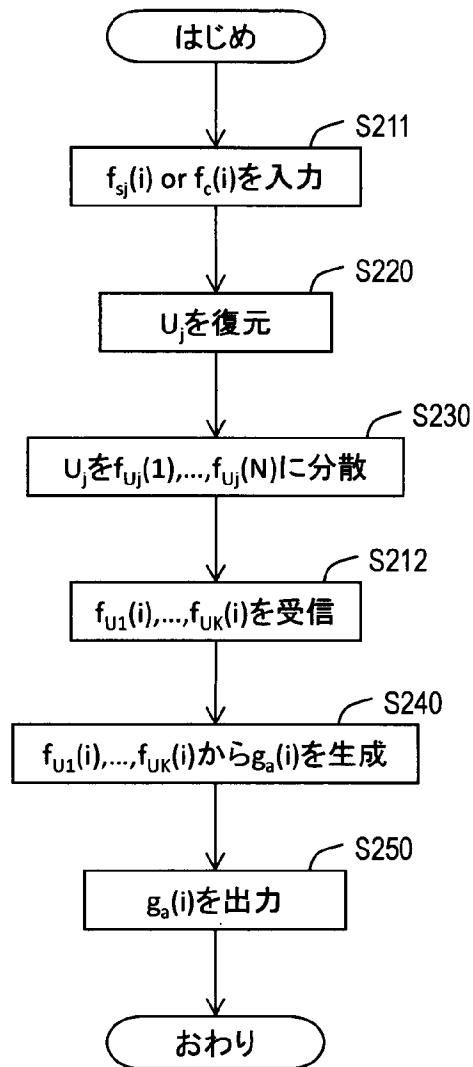 はじめ
S211
f_sj(i) or f_c(i)を入力
S220
U_jを復元
S230
U_jをf_Uj(1),...,f_Uj(N)に分散
S212
f_U1(i),...,f_UK(i)を受信
S240
f_U1(i),...,f_UK(i)からg_a(i)を生成
S250
g_a(i)を出力
おわり